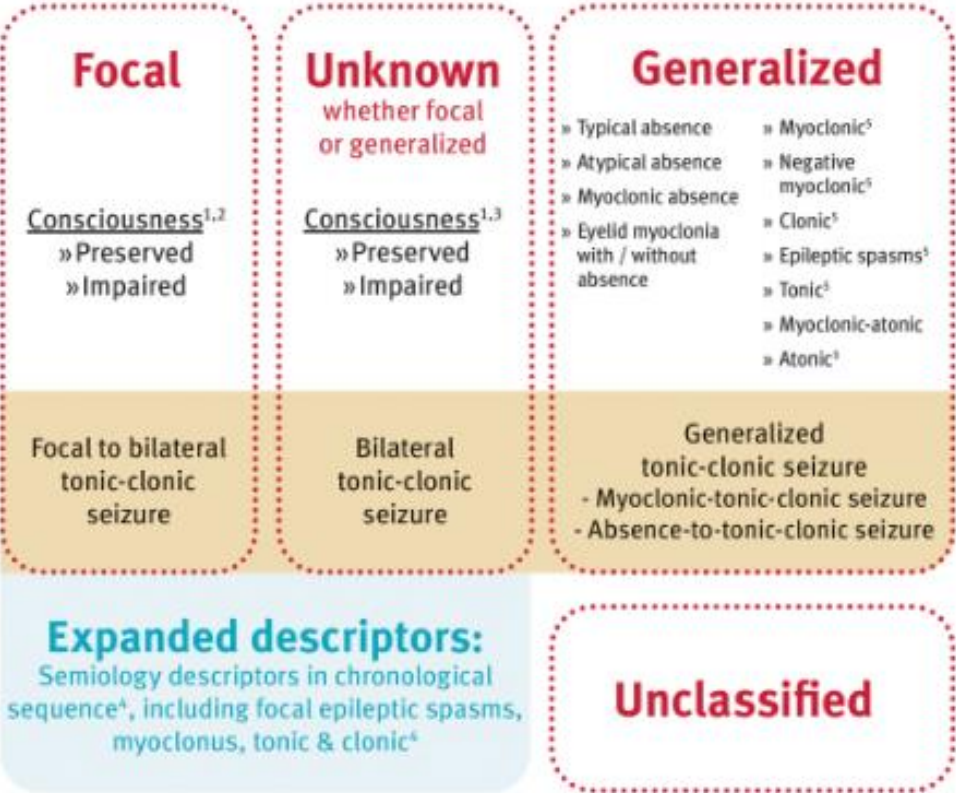 Focal
Consciousness¹,²
» Preserved
» Impaired
Focal to bilateral
tonic-clonic
seizure
Unknown
whether focal
or generalized
Consciousness¹,³
» Preserved
» Impaired
Bilateral
tonic-clonic
seizure
Generalized
» Typical absence
» Atypical absence
» Myoclonic absence
» Eyelid myoclonia
with / without
absence
» Myoclonic⁵
» Negative
myoclonic⁵
» Clonic⁵
» Epileptic spasms⁵
» Tonic⁵
» Myoclonic-atonic
» Atonic⁵
Generalized
tonic-clonic seizure
- Myoclonic-tonic-clonic seizure
- Absence-to-tonic-clonic seizure
Expanded descriptors:
Semiology descriptors in chronological
sequence⁴, including focal epileptic spasms,
myoclonus, tonic & clonic⁶
Unclassified